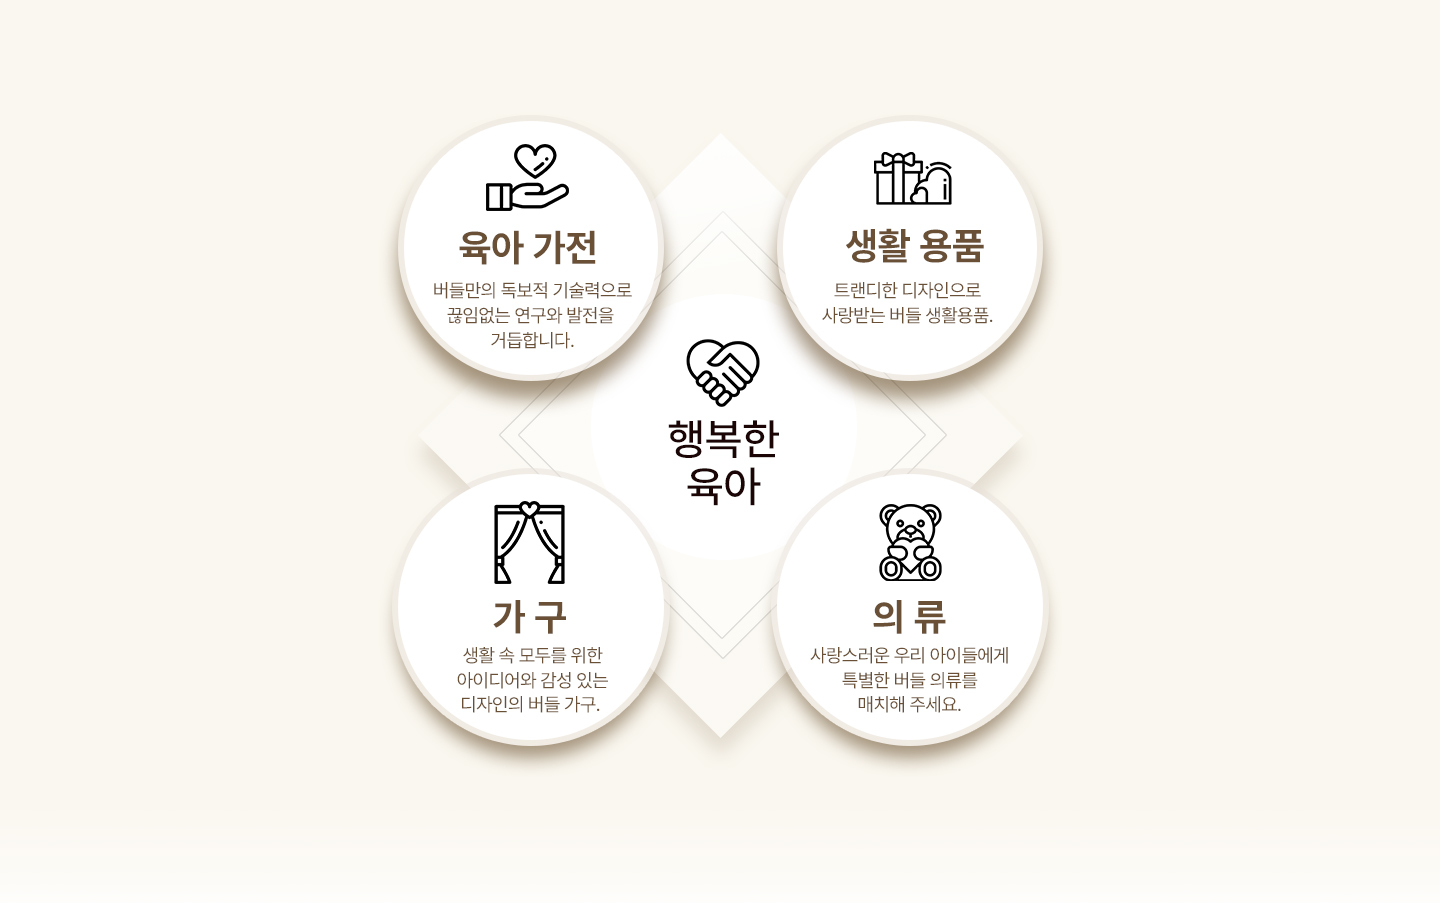 육아 가전
버들만의 독보적 기술력으로
끊임없는 연구와 발전을
거듭합니다.
생활 용품
트랜디한 디자인으로
사랑받는 버들 생활용품.
행복한
육아
가 구
생활 속 모두를 위한
아이디어와 감성 있는
디자인의 버들 가구.
의 류
사랑스러운 우리 아이들에게
특별한 버들 의류를
매치해 주세요.